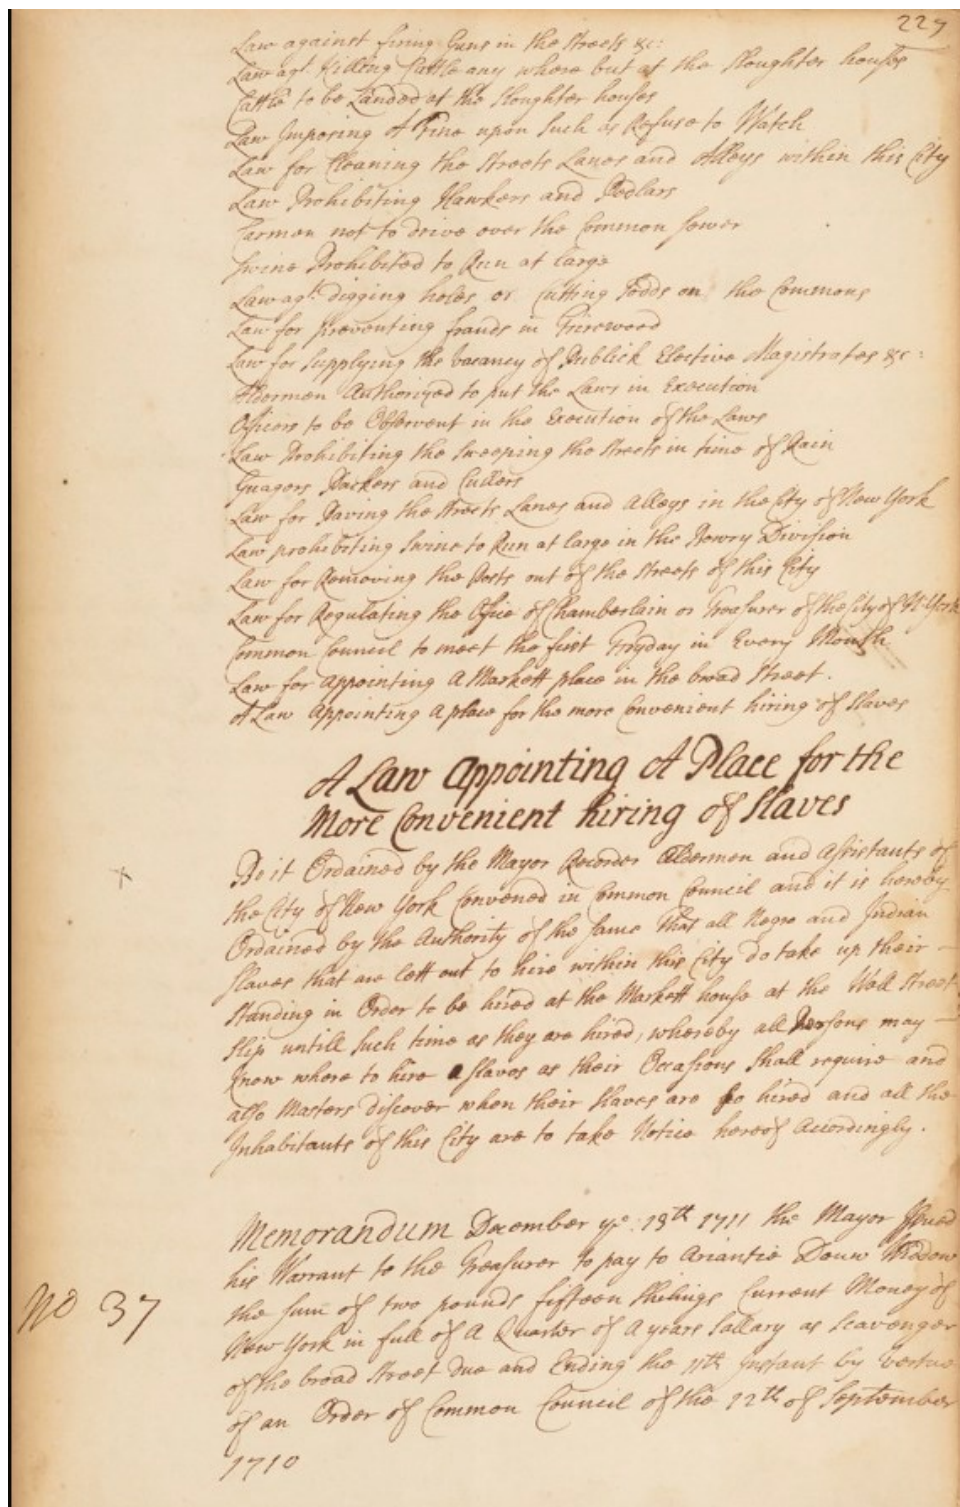 227
Law against firing Guns in the Streets &c:
Law agt. killing Cattle any where but at the Sloughter houses
Cattle to be Landed at the Sloughter houses
Law Imposing A Fine upon Such as Refuse to Watch
Law for Cleaning the Streets Lanes and Alleys within this City
Law Prohibiting Hawkers and Pedlars
Carmen not to drive over the Common Sewer
Swine Prohibited to Run at Large
Law agt. digging holes or Cutting Sodds on the Commons
Law for preventing frauds in Firewood
Law for Supplying the Vacancy of Publick Elective Magistrates &c:
Aldermen Authorized to put the Laws in Execution
Officers to be Observent in the Execution of the Laws
Law Prohibiting the Sweeping the Streets in time of Rain
Guagers Packers and Cullers
Law for Paving the Streets Lanes and Alleys in the City of New York
Law prohibiting Swine to Run at large in the Bowry Division
Law for Removing the Posts out of the Streets of this City
Law for Regulating the Office of Chamberlain or Treasurer of the City of N: York
Common Council to meet the first Fryday in Every Month
Law for appointing A Markett place in the broad Street.
A Law Appointing A place for the more Convenient hiring of Slaves
A Law Appointing A Place for the
More Convenient hiring of Slaves
Be it Ordained by the Mayor Recorder Aldermen and Assistants of
the City of New York Convened in Common Council and it is hereby
Ordained by the Authority of the same That all Negro and Indian
Slaves that are lett out to hire within this City do take up their
Standing in Order to be hired at the Markett house at the Wall Street
Slip untill Such time as they are hired, whereby all Persons may
know where to hire Slaves as their Occasions Shall require and
also Masters discover when their Slaves are so hired and all the
Inhabitants of this City are to take Notice hereof Accordingly.
X
Memorandum December ye: 18th 1711 the Mayor Issued
his Warrant to the Treasurer to pay to Ariantie Douw Widdow
the Sum of two pounds fifteen Shilings Current Money of
No 37
New York in full of A Quarter of A years Sallary as Scavenger
of the broad Street Due and Ending the 11th Instant by Vertue
of an Order of Common Council of the 12th of September
1710